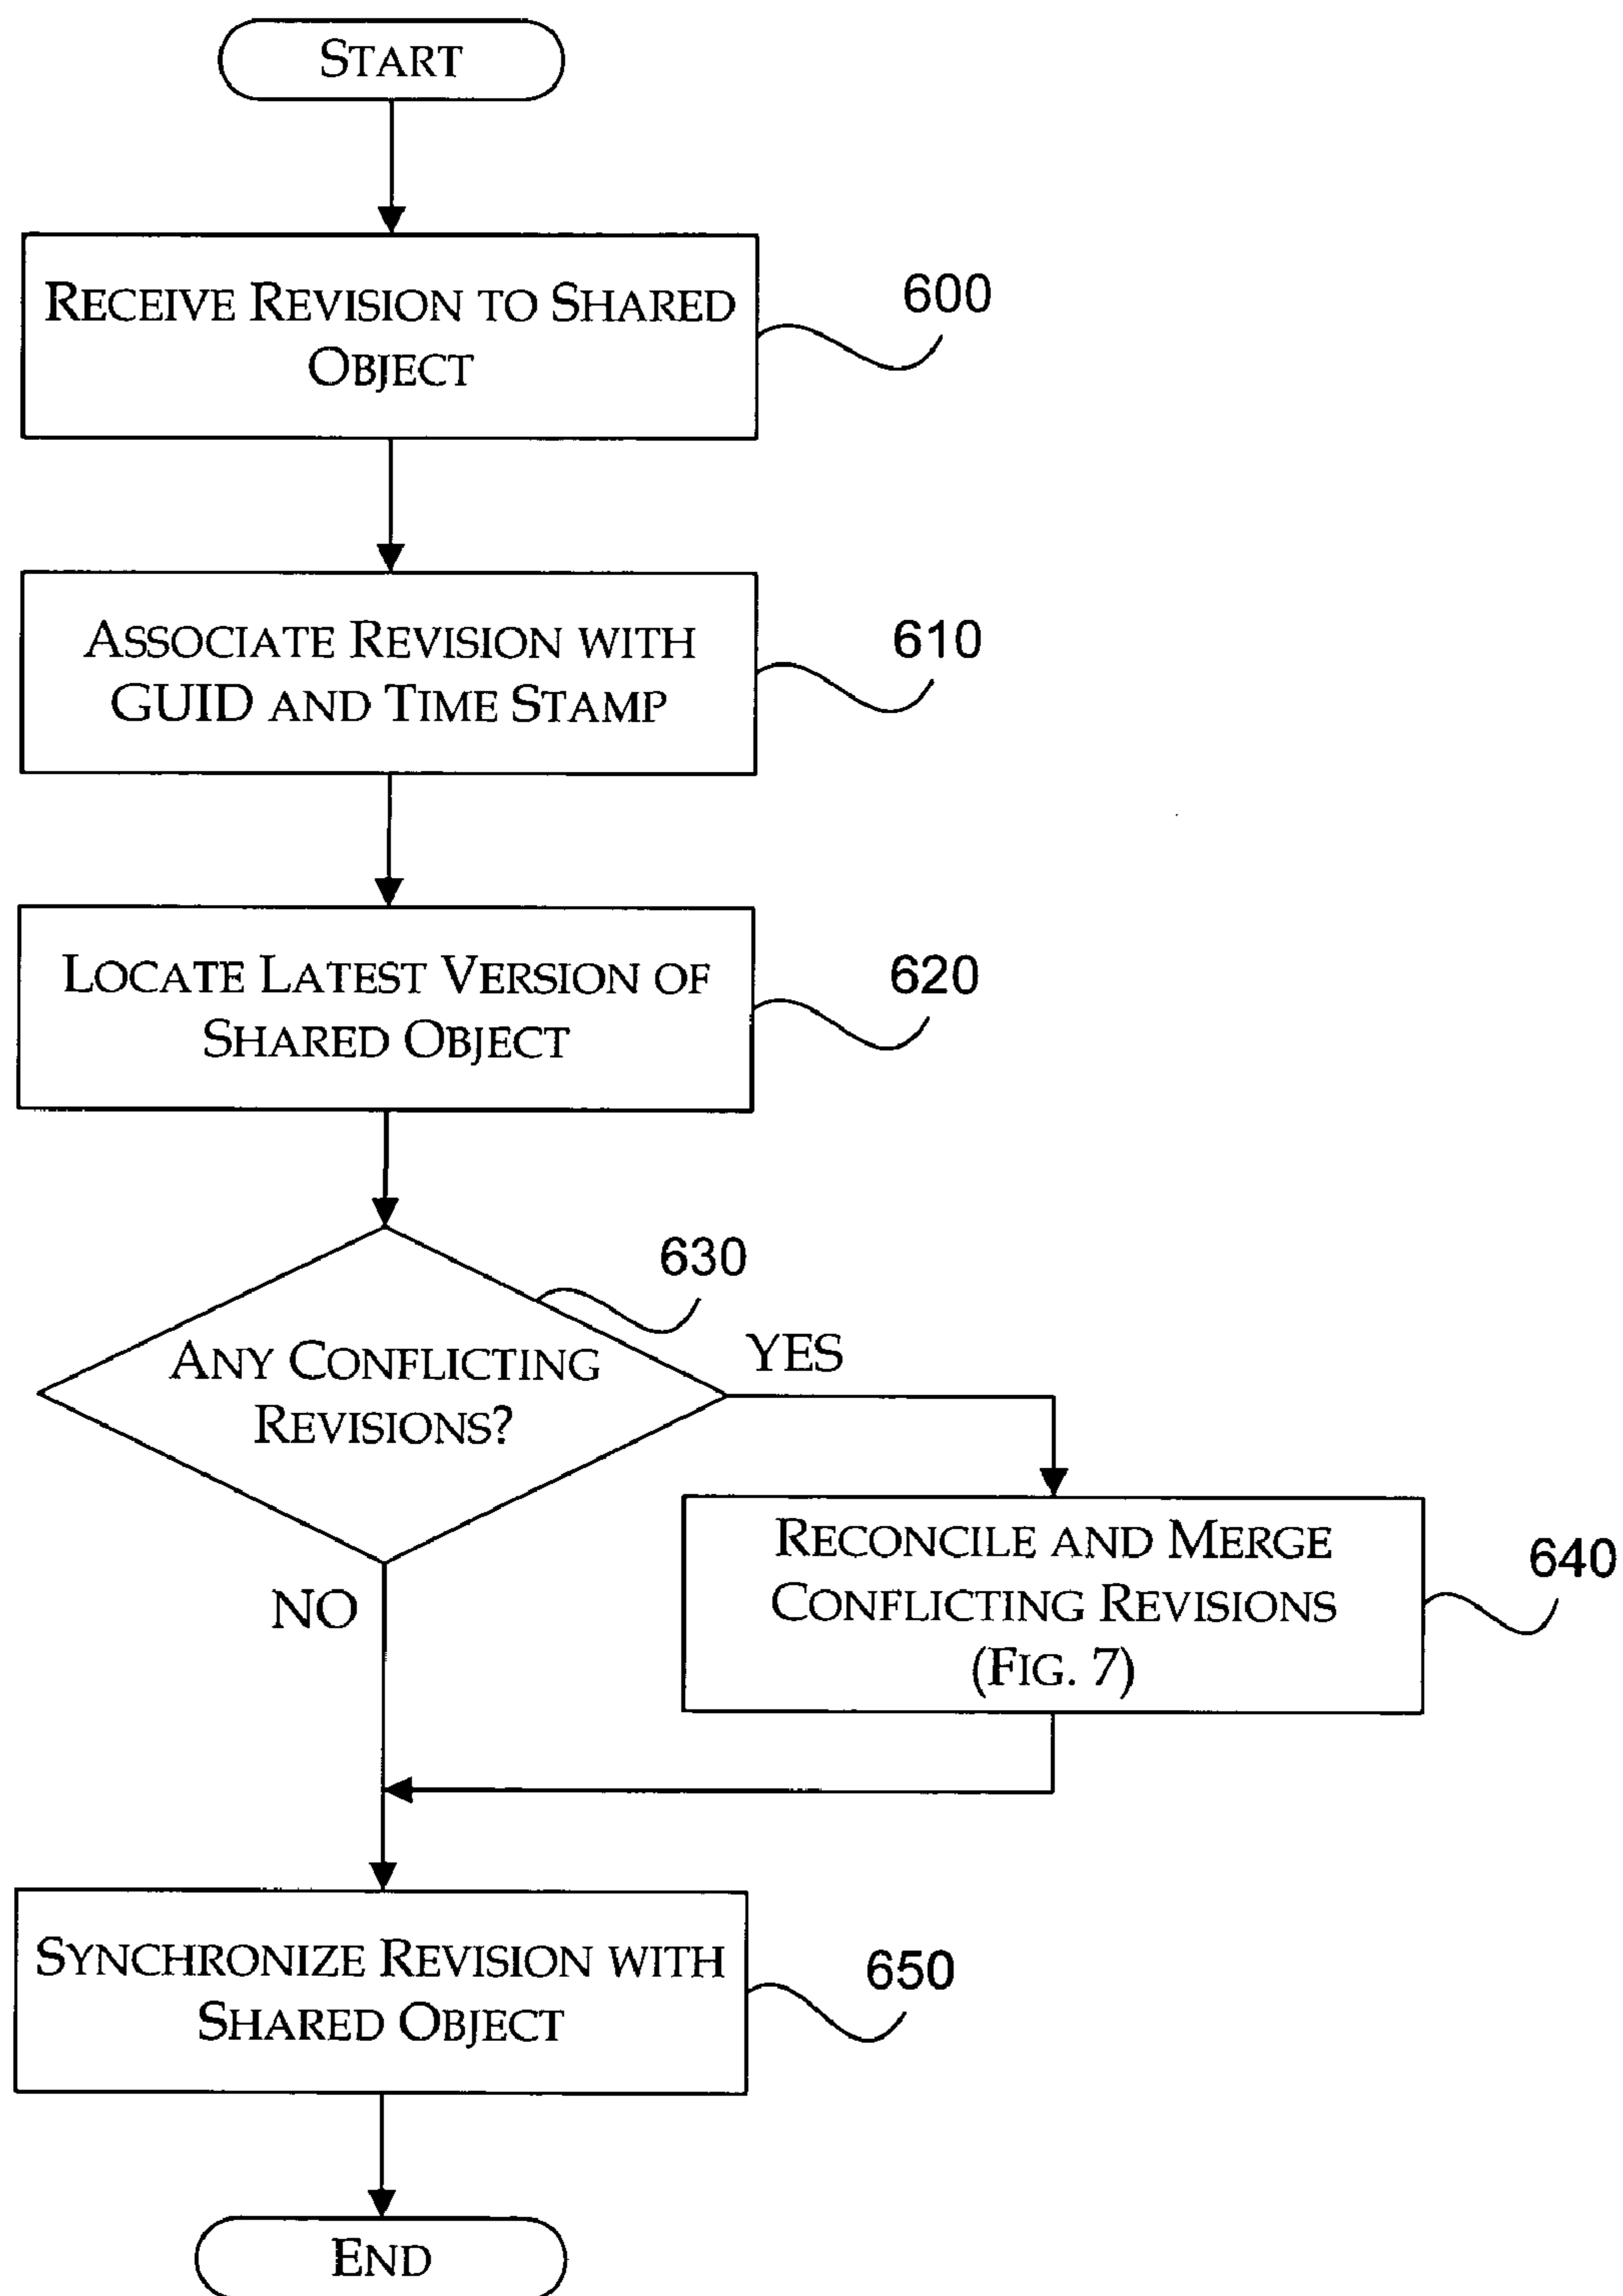 START
RECEIVE REVISION TO SHARED
OBJECT
600
ASSOCIATE REVISION WITH
GUID AND TIME STAMP
610
LOCATE LATEST VERSION OF
SHARED OBJECT
620
630
ANY CONFLICTING
REVISIONS?
YES
NO
RECONCILE AND MERGE
CONFLICTING REVISIONS
(FIG. 7)
640
SYNCHRONIZE REVISION WITH
SHARED OBJECT
650
END